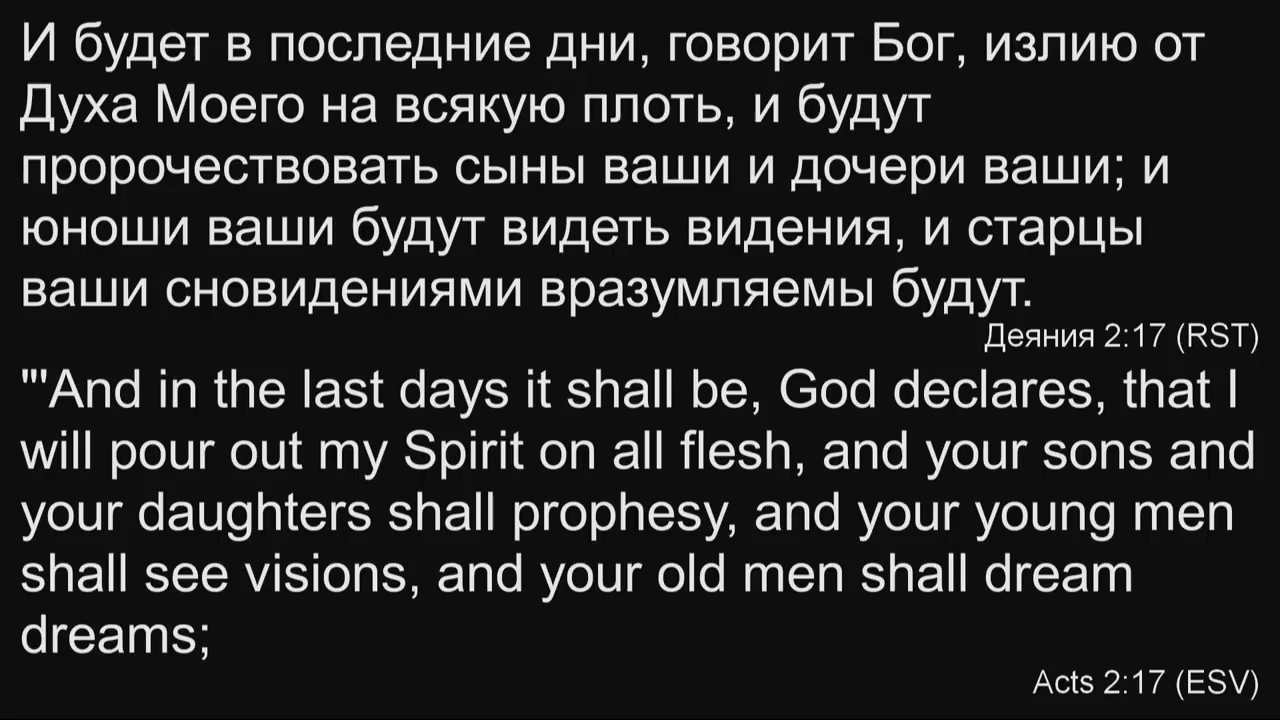 И будет в последние дни, говорит Бог, излию от
Духа Моего на всякую плоть, и будут
пророчествовать сыны ваши и дочери ваши; и
юноши ваши будут видеть видения, и старцы
ваши сновидениями вразумляемы будут.
Деяния 2:17 (RST)
"'And in the last days it shall be, God declares, that I
will pour out my Spirit on all flesh, and your sons and
your daughters shall prophesy, and your young men
shall see visions, and your old men shall dream
dreams;
Acts 2:17 (ESV)